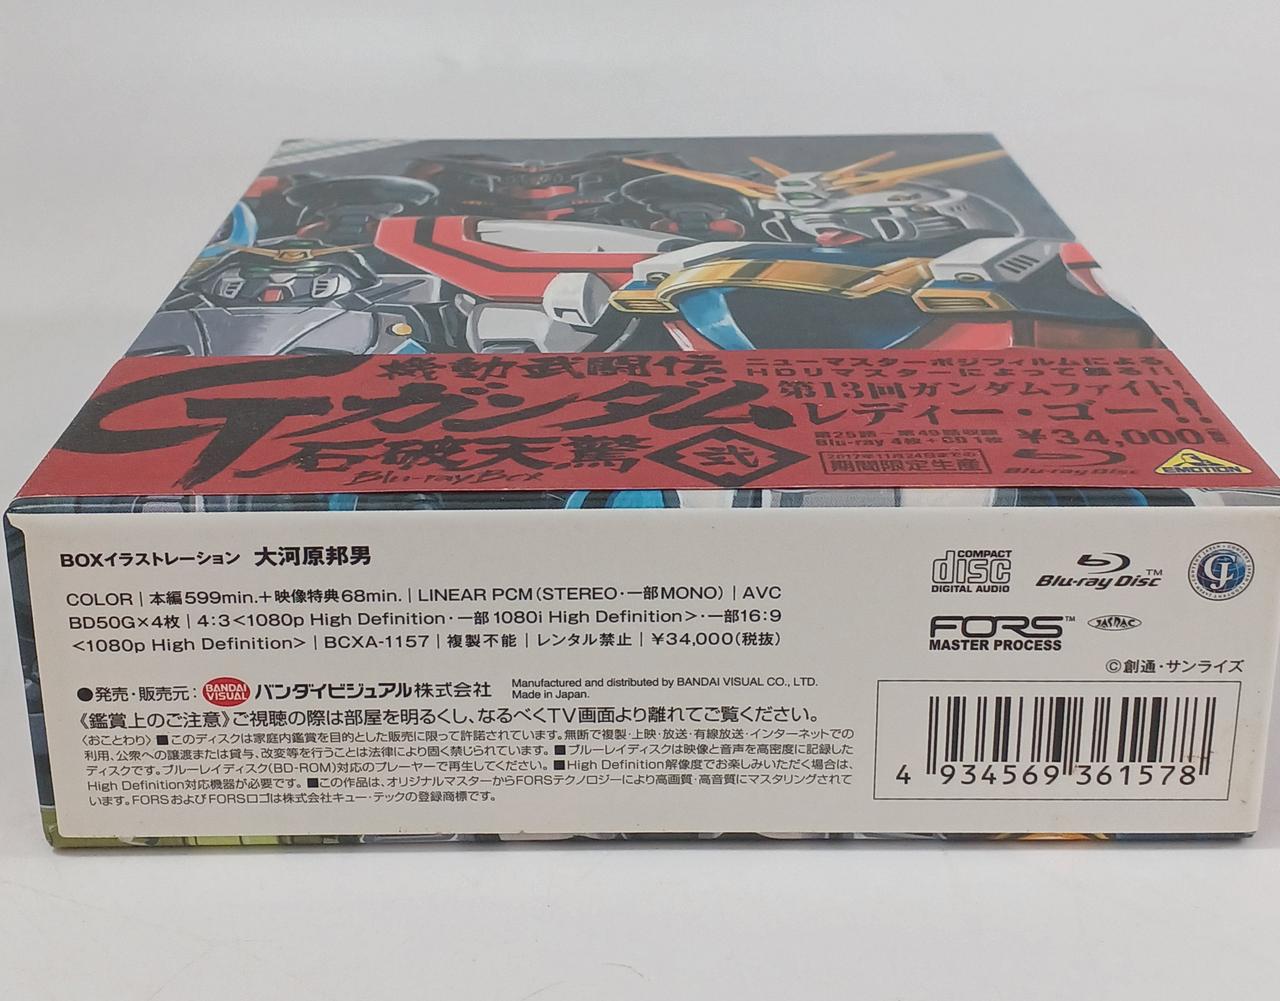 機動武闘伝
Gガンダム
石破天驚 弐
Blu-ray Box
ニューマスターポジフィルムによる
HDリマスターによって蘇る!!
第13回ガンダムファイト!
レディー・ゴー!!
第25話～第49話収録
Blu-ray 4枚+CD 1枚
¥34,000
2017年11月24日までの
期間限定生産
Blu-ray Disc
EMOTION
BOXイラストレーション 大河原邦男
COLOR | 本編599min.+映像特典68min. | LINEAR PCM(STEREO・一部MONO) | AVC
BD50G×4枚 | 4:3<1080p High Definition・一部1080i High Definition>・一部16:9
<1080p High Definition> | BCXA-1157 | 複製不能 | レンタル禁止 | ¥34,000(税抜)
●発売・販売元: BANDAI VISUAL バンダイビジュアル株式会社
Manufactured and distributed by BANDAI VISUAL CO., LTD.
Made in Japan.
《鑑賞上のご注意》ご視聴の際は部屋を明るくし、なるべくTV画面より離れてご覧ください。
〈おことわり〉■このディスクは家庭内鑑賞を目的とした販売に限って許諾されています。無断で複製・上映・放送・有線放送・インターネットでの
利用、公衆への譲渡または貸与、改変等を行うことは法律により固く禁じられています。■ブルーレイディスクは映像と音声を高密度に記録した
ディスクです。ブルーレイディスク(BD-ROM)対応のプレーヤーで再生してください。■High Definition解像度でお楽しみいただく場合は、
High Definition対応機器が必要です。■この作品は、オリジナルマスターからFORSテクノロジーにより高画質・高音質にマスタリングされて
います。FORSおよびFORSロゴは株式会社キュー・テックの登録商標です。
COMPACT
disc
DIGITAL AUDIO
Blu-ray Disc™
FORS™
MASTER PROCESS
JASRAC
©創通・サンライズ
4 934569 361578